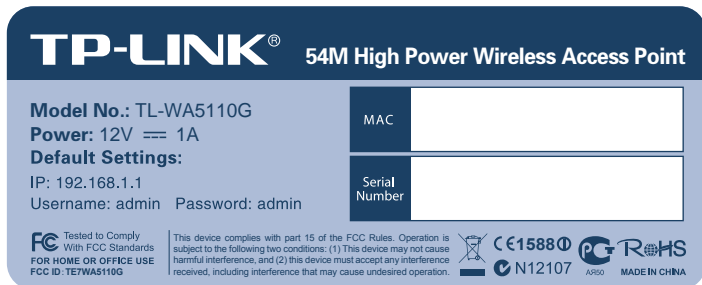 TP-LINK® 54M High Power Wireless Access Point
Model No.: TL-WA5110G
Power: 12V ⎓ 1A
Default Settings:
IP: 192.168.1.1
Username: admin Password: admin
MAC
Serial
Number
FC Tested to Comply
With FCC Standards
FOR HOME OR OFFICE USE
FCC ID: TE7WA5110G
This device complies with part 15 of the FCC Rules. Operation is
subject to the following two conditions: (1) This device may not cause
harmful interference, and (2) this device must accept any interference
received, including interference that may cause undesired operation.
CE1588
N12107
РСТ
АЯ50
RoHS
MADE IN CHINA